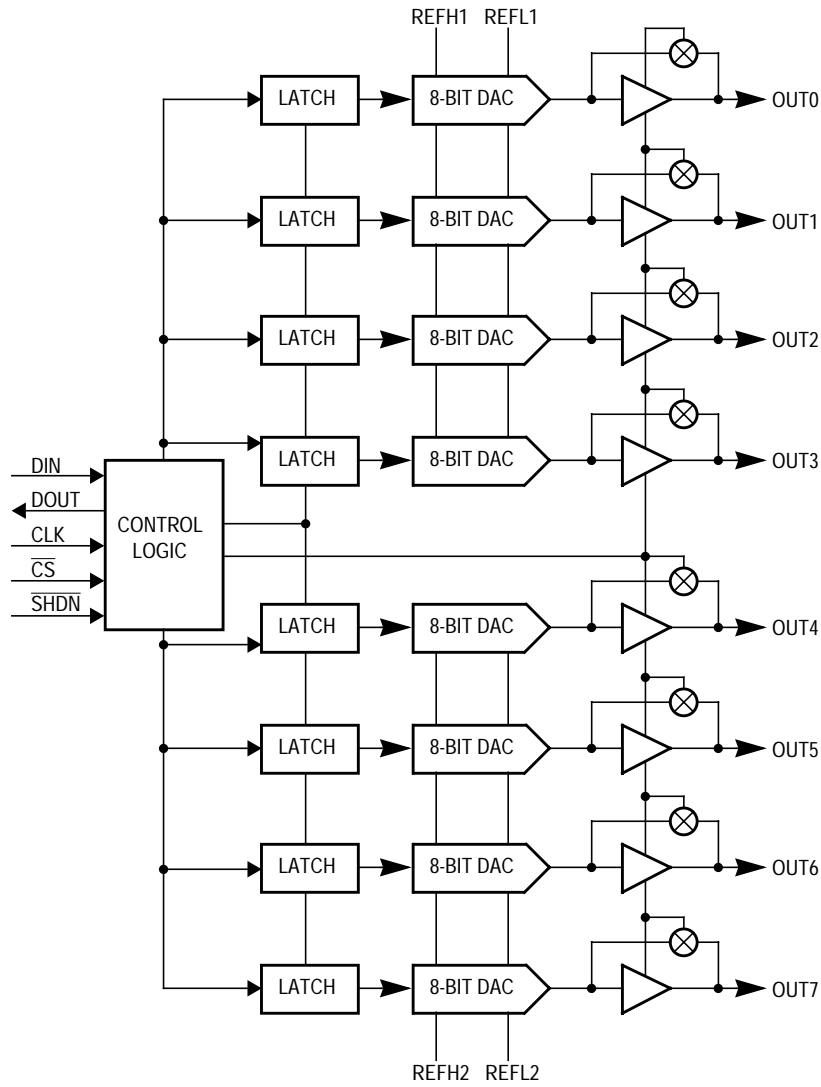 REFH1 REFL1
LATCH 8-BIT DAC OUT0
LATCH 8-BIT DAC OUT1
LATCH 8-BIT DAC OUT2
LATCH 8-BIT DAC OUT3
DIN
DOUT
CLK
CS
SHDN
CONTROL
LOGIC
LATCH 8-BIT DAC OUT4
LATCH 8-BIT DAC OUT5
LATCH 8-BIT DAC OUT6
LATCH 8-BIT DAC OUT7
REFH2 REFL2